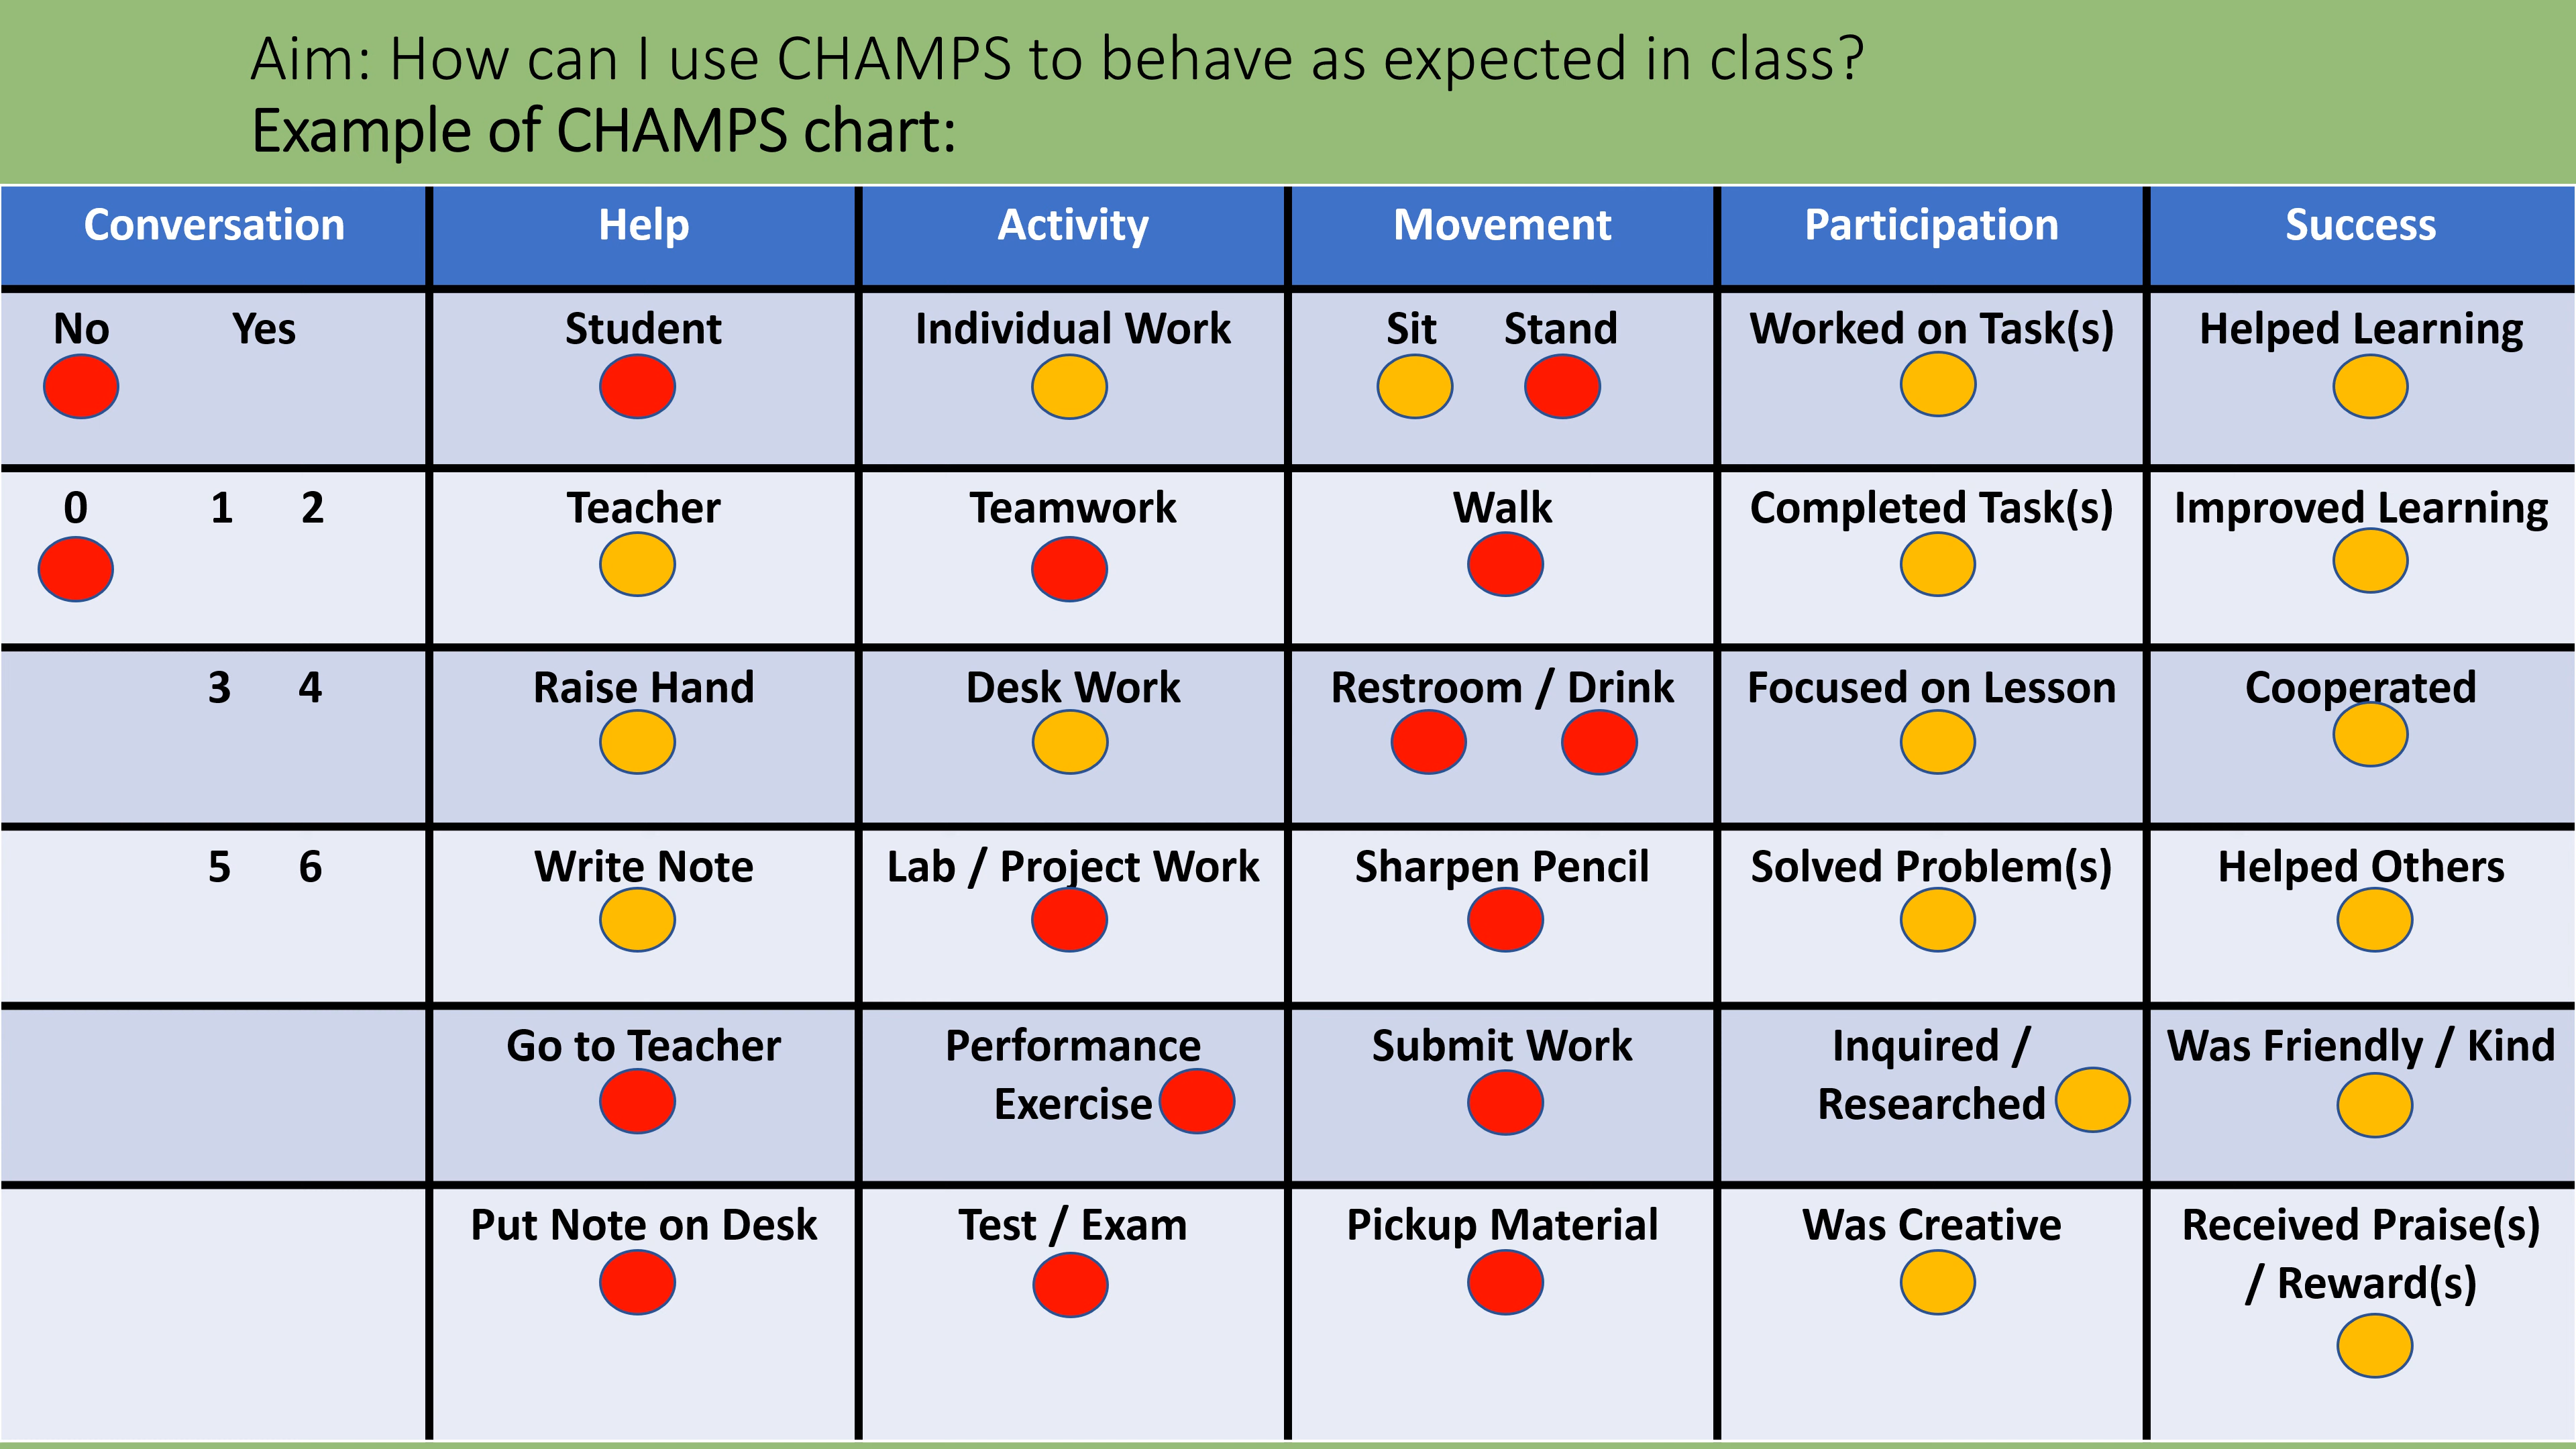 Aim: How can I use CHAMPS to behave as expected in class?
Example of CHAMPS chart:
Conversation Help Activity Movement Participation Success
No Yes Student Individual Work Sit Stand Worked on Task(s) Helped Learning
0 1 2 Teacher Teamwork Walk Completed Task(s) Improved Learning
3 4 Raise Hand Desk Work Restroom / Drink Focused on Lesson Cooperated
5 6 Write Note Lab / Project Work Sharpen Pencil Solved Problem(s) Helped Others
Go to Teacher Performance Submit Work Inquired / Was Friendly / Kind
Exercise Researched
Put Note on Desk Test / Exam Pickup Material Was Creative Received Praise(s)
/ Reward(s)